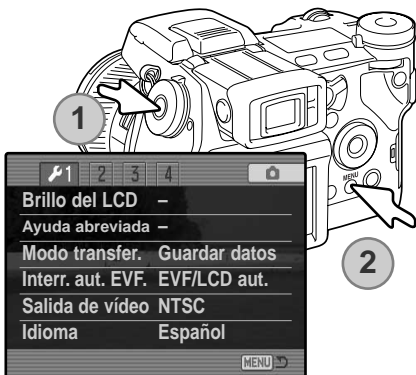 1
MENU
2
1 2 3 4
Brillo del LCD –
Ayuda abreviada –
Modo transfer. Guardar datos
Interr. aut. EVF. EVF/LCD aut.
Salida de vídeo NTSC
Idioma Español
MENU